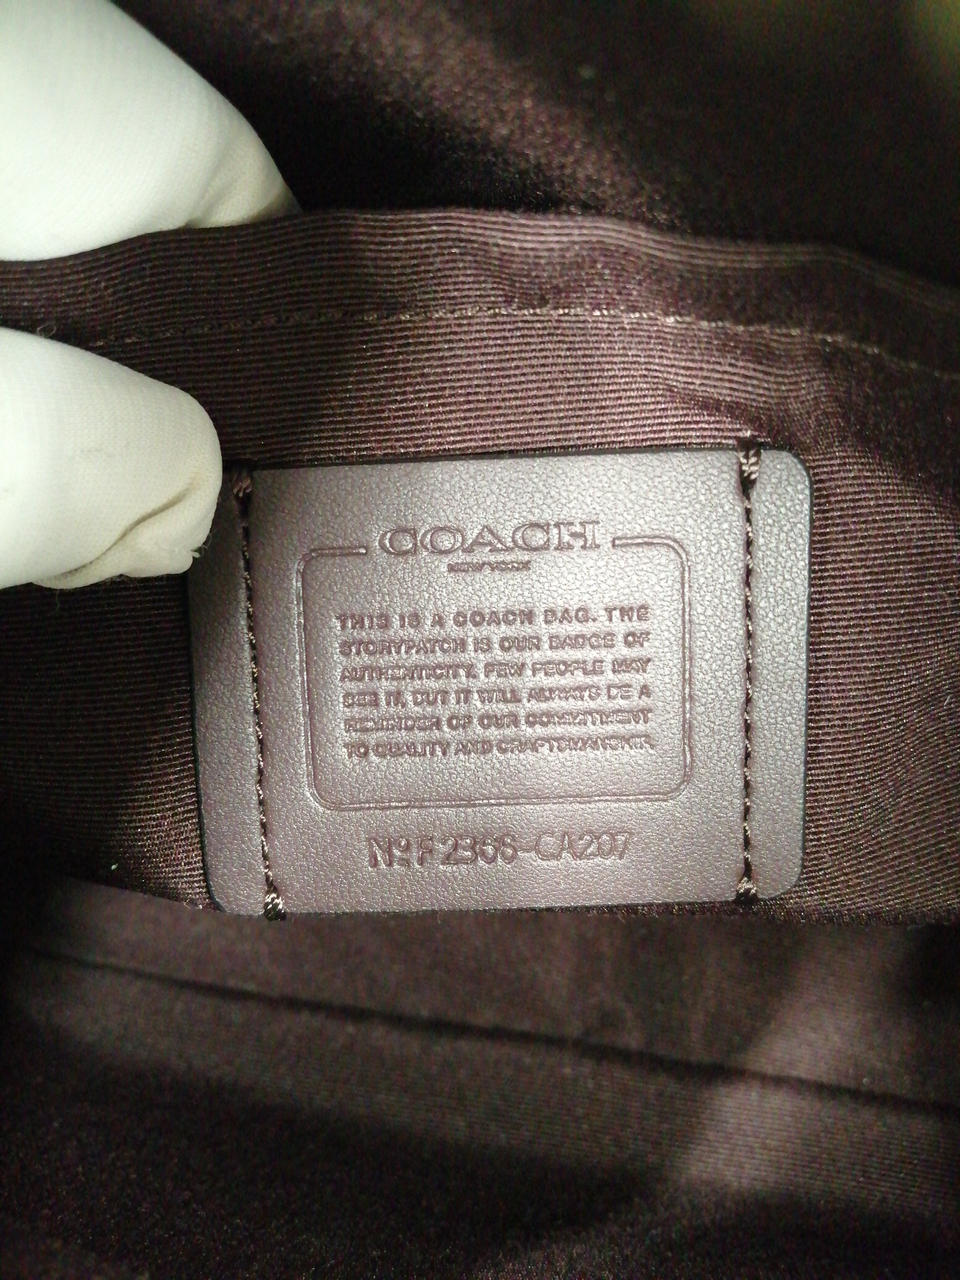 COACH
NEW YORK
THIS IS A COACH BAG. THE
STORYPATCH IS OUR BADGE OF
AUTHENTICITY. FEW PEOPLE MAY
SEE IT, BUT IT WILL ALWAYS BE A
REMINDER OF OUR COMMITMENT
TO QUALITY AND CRAFTSMANSHIP.
Nº F2366-CA207